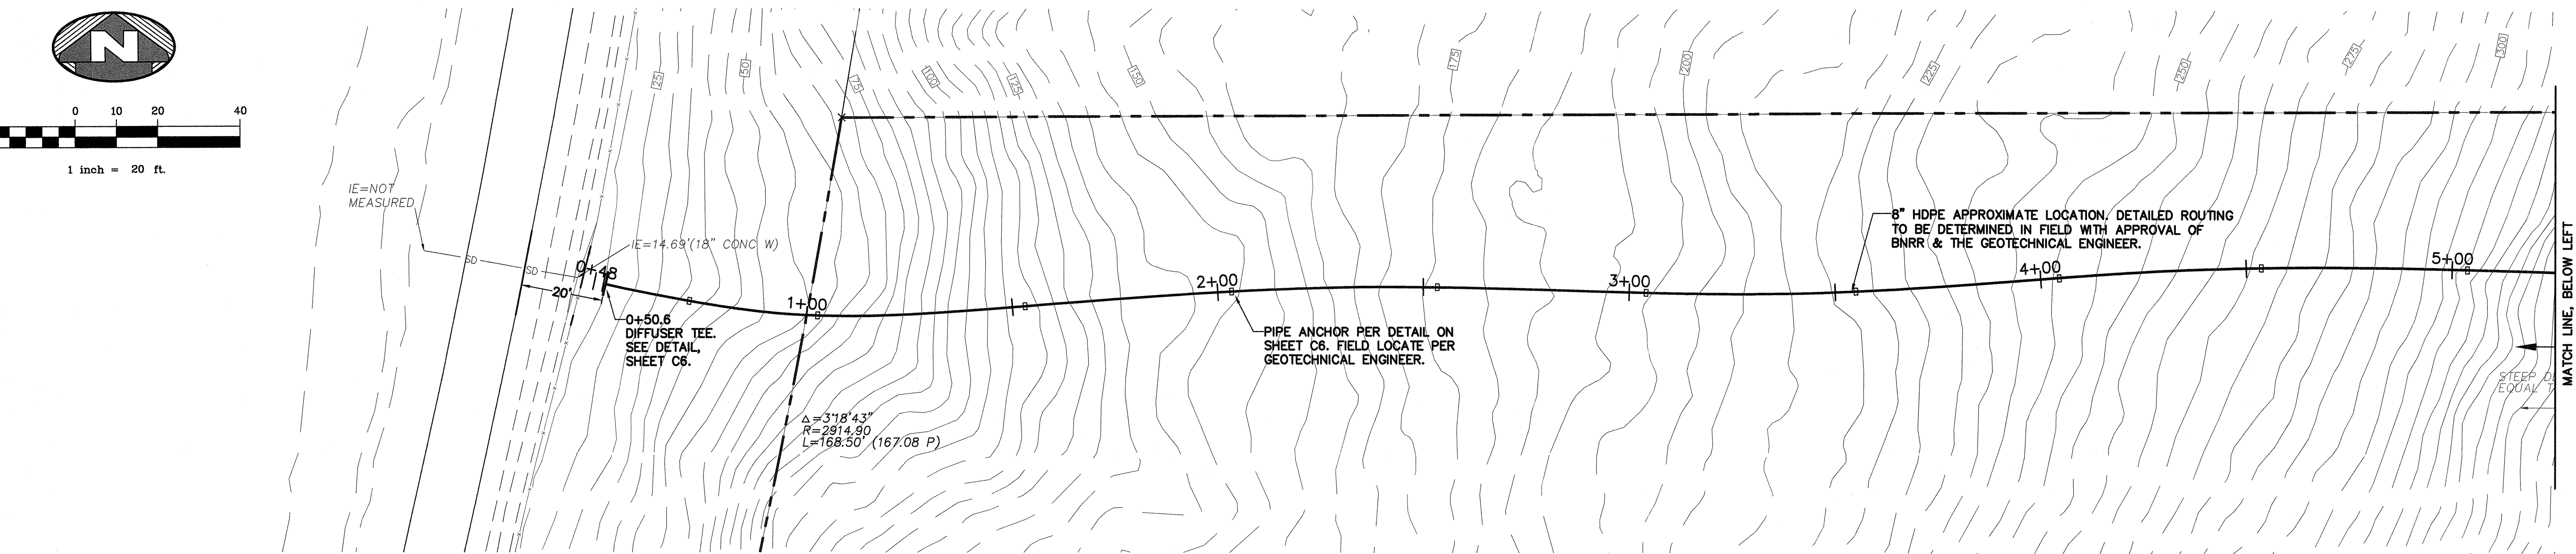 N
0 10 20 40
1 inch = 20 ft.
25
50
75
100
125
150
175
200
225
250
275
300
IE=NOT
MEASURED
SD
SD
IE=14.69'(18" CONC W)
0+48
20'
0+50.6
DIFFUSER TEE.
SEE DETAIL,
SHEET C6.
1+00
2+00
3+00
4+00
5+00
PIPE ANCHOR PER DETAIL ON
SHEET C6. FIELD LOCATE PER
GEOTECHNICAL ENGINEER.
8" HDPE APPROXIMATE LOCATION. DETAILED ROUTING
TO BE DETERMINED IN FIELD WITH APPROVAL OF
BNRR & THE GEOTECHNICAL ENGINEER.
Δ=3°18'43"
R=2914.90
L=168.50' (167.08 P)
STEEP
EQUAL
MATCH LINE, BELOW LEFT